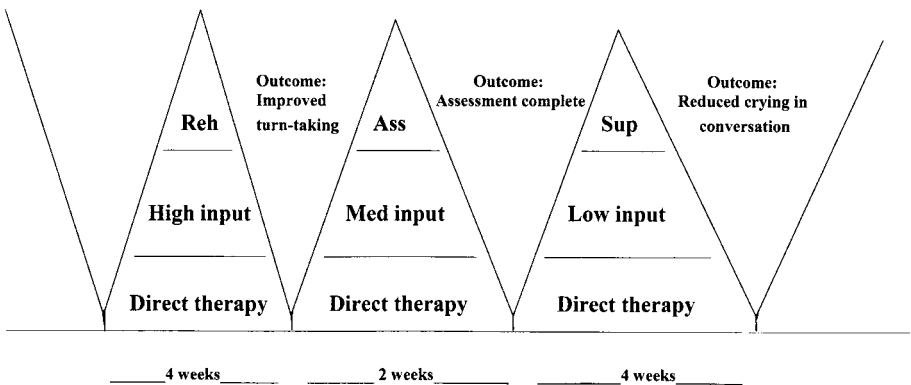 Reh
High input
Direct therapy
4 weeks
Outcome:
Improved
turn-taking
Ass
Med input
Direct therapy
2 weeks
Outcome:
Assessment complete
Sup
Low input
Direct therapy
4 weeks
Outcome:
Reduced crying in
conversation